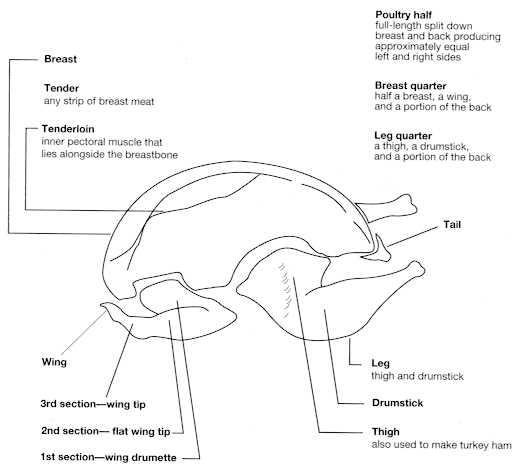 Poultry half
full-length split down
breast and back producing
approximately equal
left and right sides
Breast
Tender
any strip of breast meat
Breast quarter
half a breast, a wing,
and a portion of the back
Tenderloin
inner pectoral muscle that
lies alongside the breastbone
Leg quarter
a thigh, a drumstick,
and a portion of the back
Tail
Wing
Leg
thigh and drumstick
3rd section—wing tip
Drumstick
2nd section— flat wing tip
Thigh
also used to make turkey ham
1st section—wing drumette